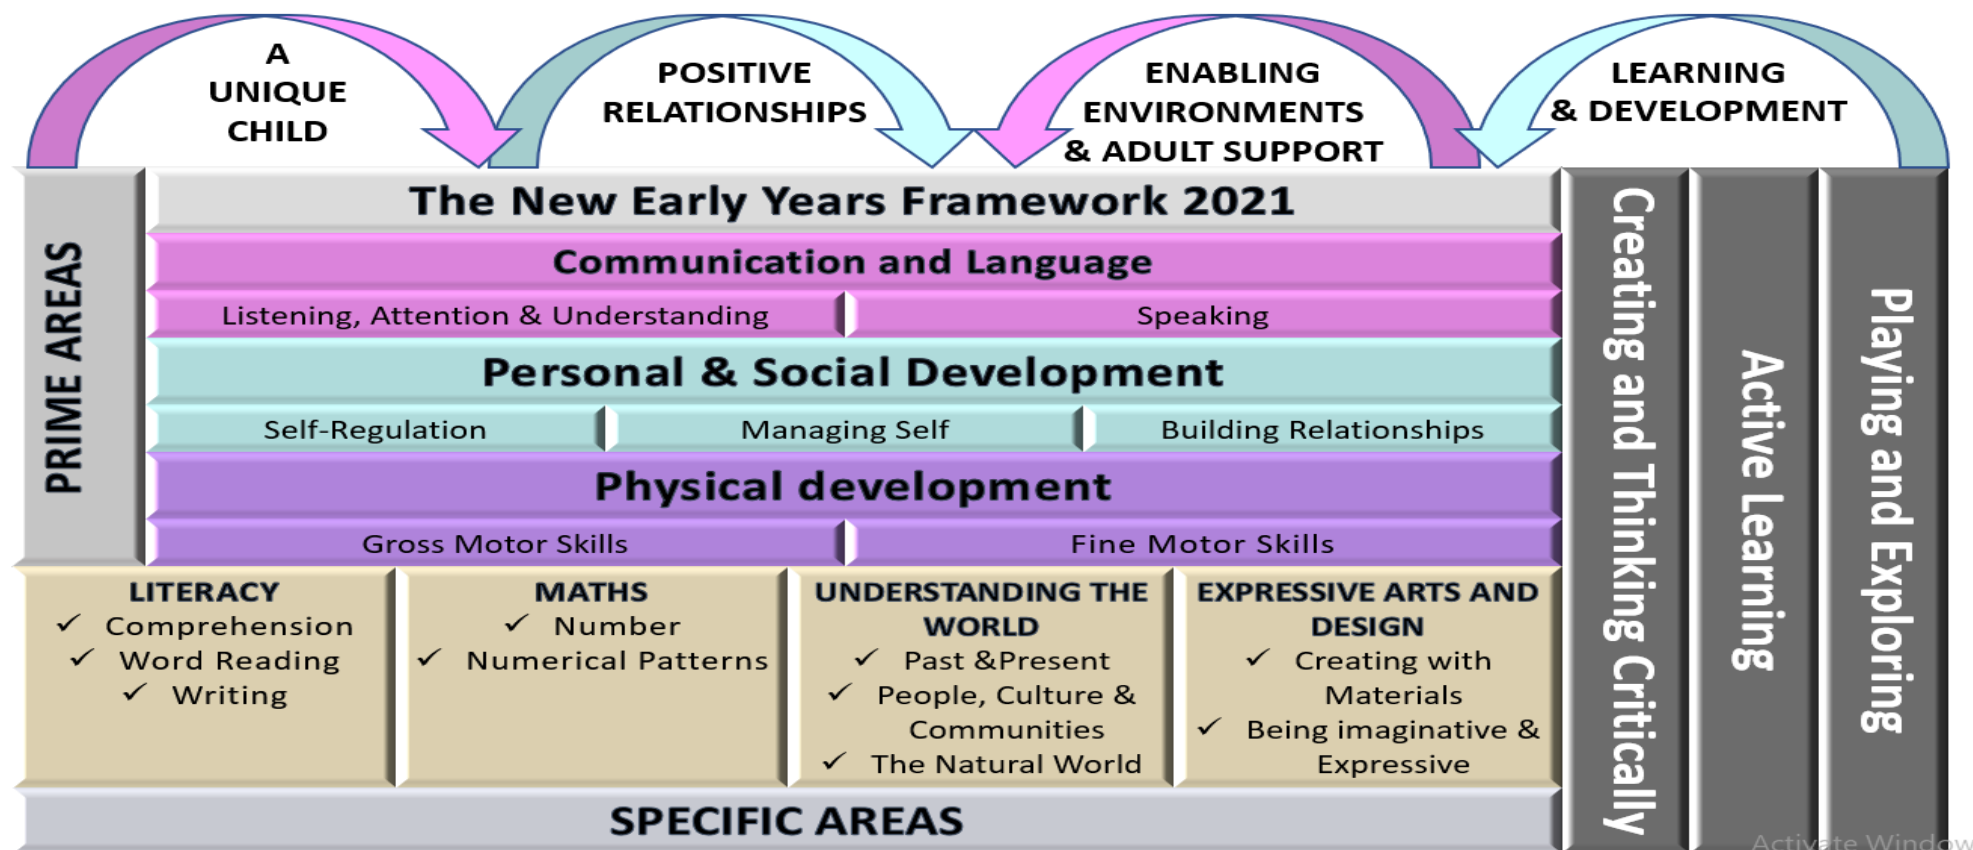 A
UNIQUE
CHILD
POSITIVE
RELATIONSHIPS
ENABLING
ENVIRONMENTS
& ADULT SUPPORT
LEARNING
& DEVELOPMENT
PRIME AREAS
The New Early Years Framework 2021
Communication and Language
Listening, Attention & Understanding
Speaking
Personal & Social Development
Self-Regulation
Managing Self
Building Relationships
Physical development
Gross Motor Skills
Fine Motor Skills
LITERACY
✓ Comprehension
✓ Word Reading
✓ Writing
MATHS
✓ Number
✓ Numerical Patterns
UNDERSTANDING THE
WORLD
✓ Past &Present
✓ People, Culture &
Communities
✓ The Natural World
EXPRESSIVE ARTS AND
DESIGN
✓ Creating with
Materials
✓ Being imaginative &
Expressive
SPECIFIC AREAS
Creating and Thinking Critically
Active Learning
Playing and Exploring
Activate Window